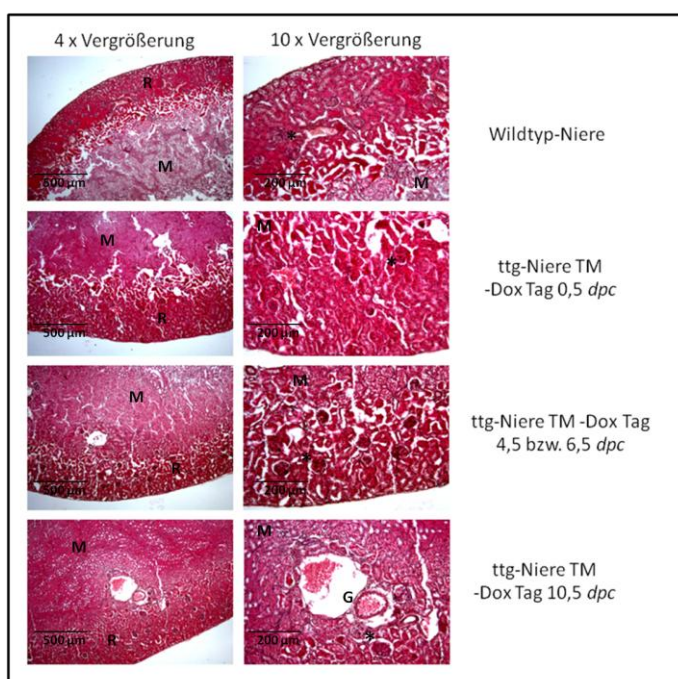 4 x Vergrößerung
10 x Vergrößerung
R
M
500 µm
*
M
200 µm
Wildtyp-Niere
M
R
500 µm
M
*
200 µm
ttg-Niere TM
-Dox Tag 0,5 dpc
M
R
500 µm
M
*
200 µm
ttg-Niere TM -Dox Tag
4,5 bzw. 6,5 dpc
M
R
500 µm
M
G
*
200 µm
ttg-Niere TM
-Dox Tag 10,5 dpc